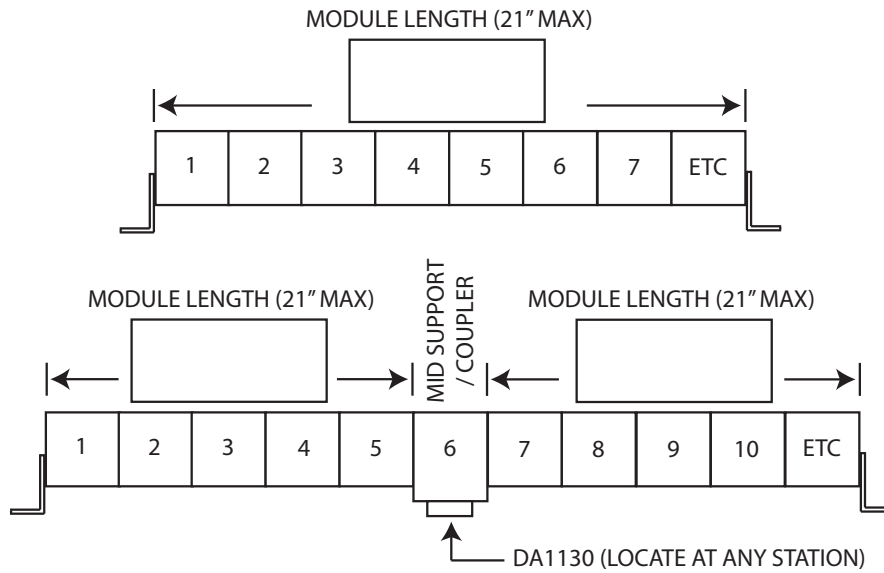 MODULE LENGTH (21” MAX)
1 2 3 4 5 6 7 ETC
MODULE LENGTH (21” MAX)
MID SUPPORT
/ COUPLER
MODULE LENGTH (21” MAX)
1 2 3 4 5 6 7 8 9 10 ETC
DA1130 (LOCATE AT ANY STATION)